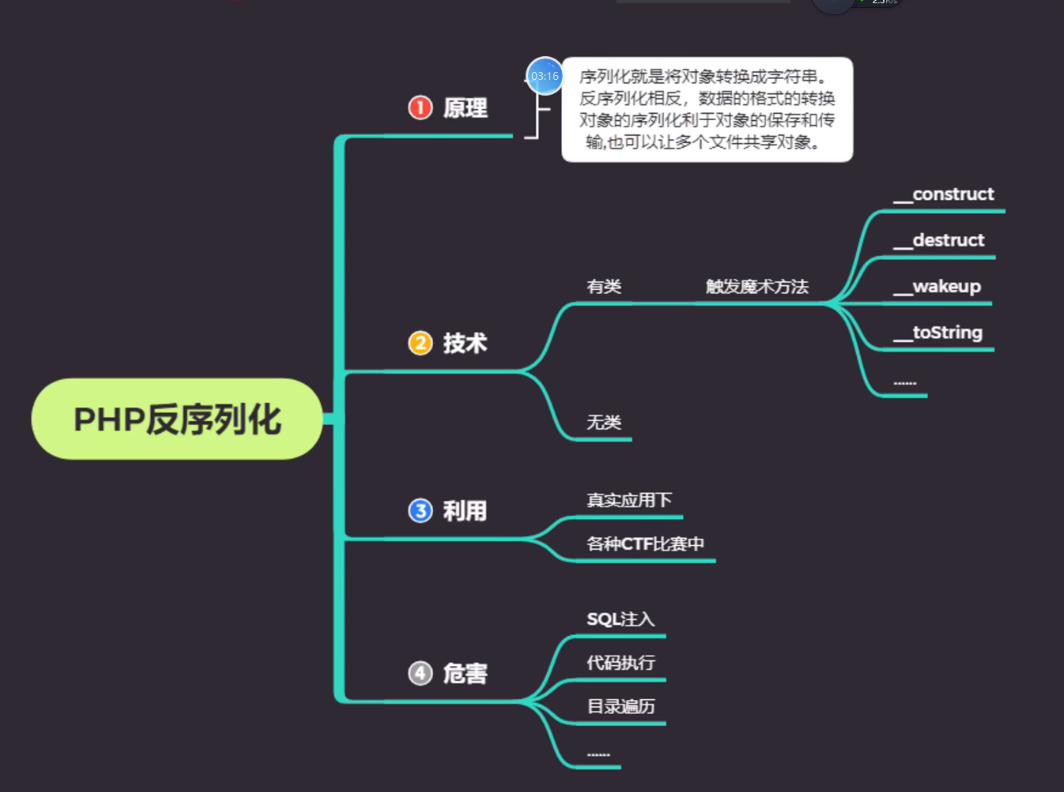 2.3K/s
PHP反序列化
1 原理
03:16
序列化就是将对象转换成字符串。
反序列化相反，数据的格式的转换
对象的序列化利于对象的保存和传
输,也可以让多个文件共享对象。
2 技术
有类
触发魔术方法
__construct
__destruct
__wakeup
__toString
......
无类
3 利用
真实应用下
各种CTF比赛中
4 危害
SQL注入
代码执行
目录遍历
......